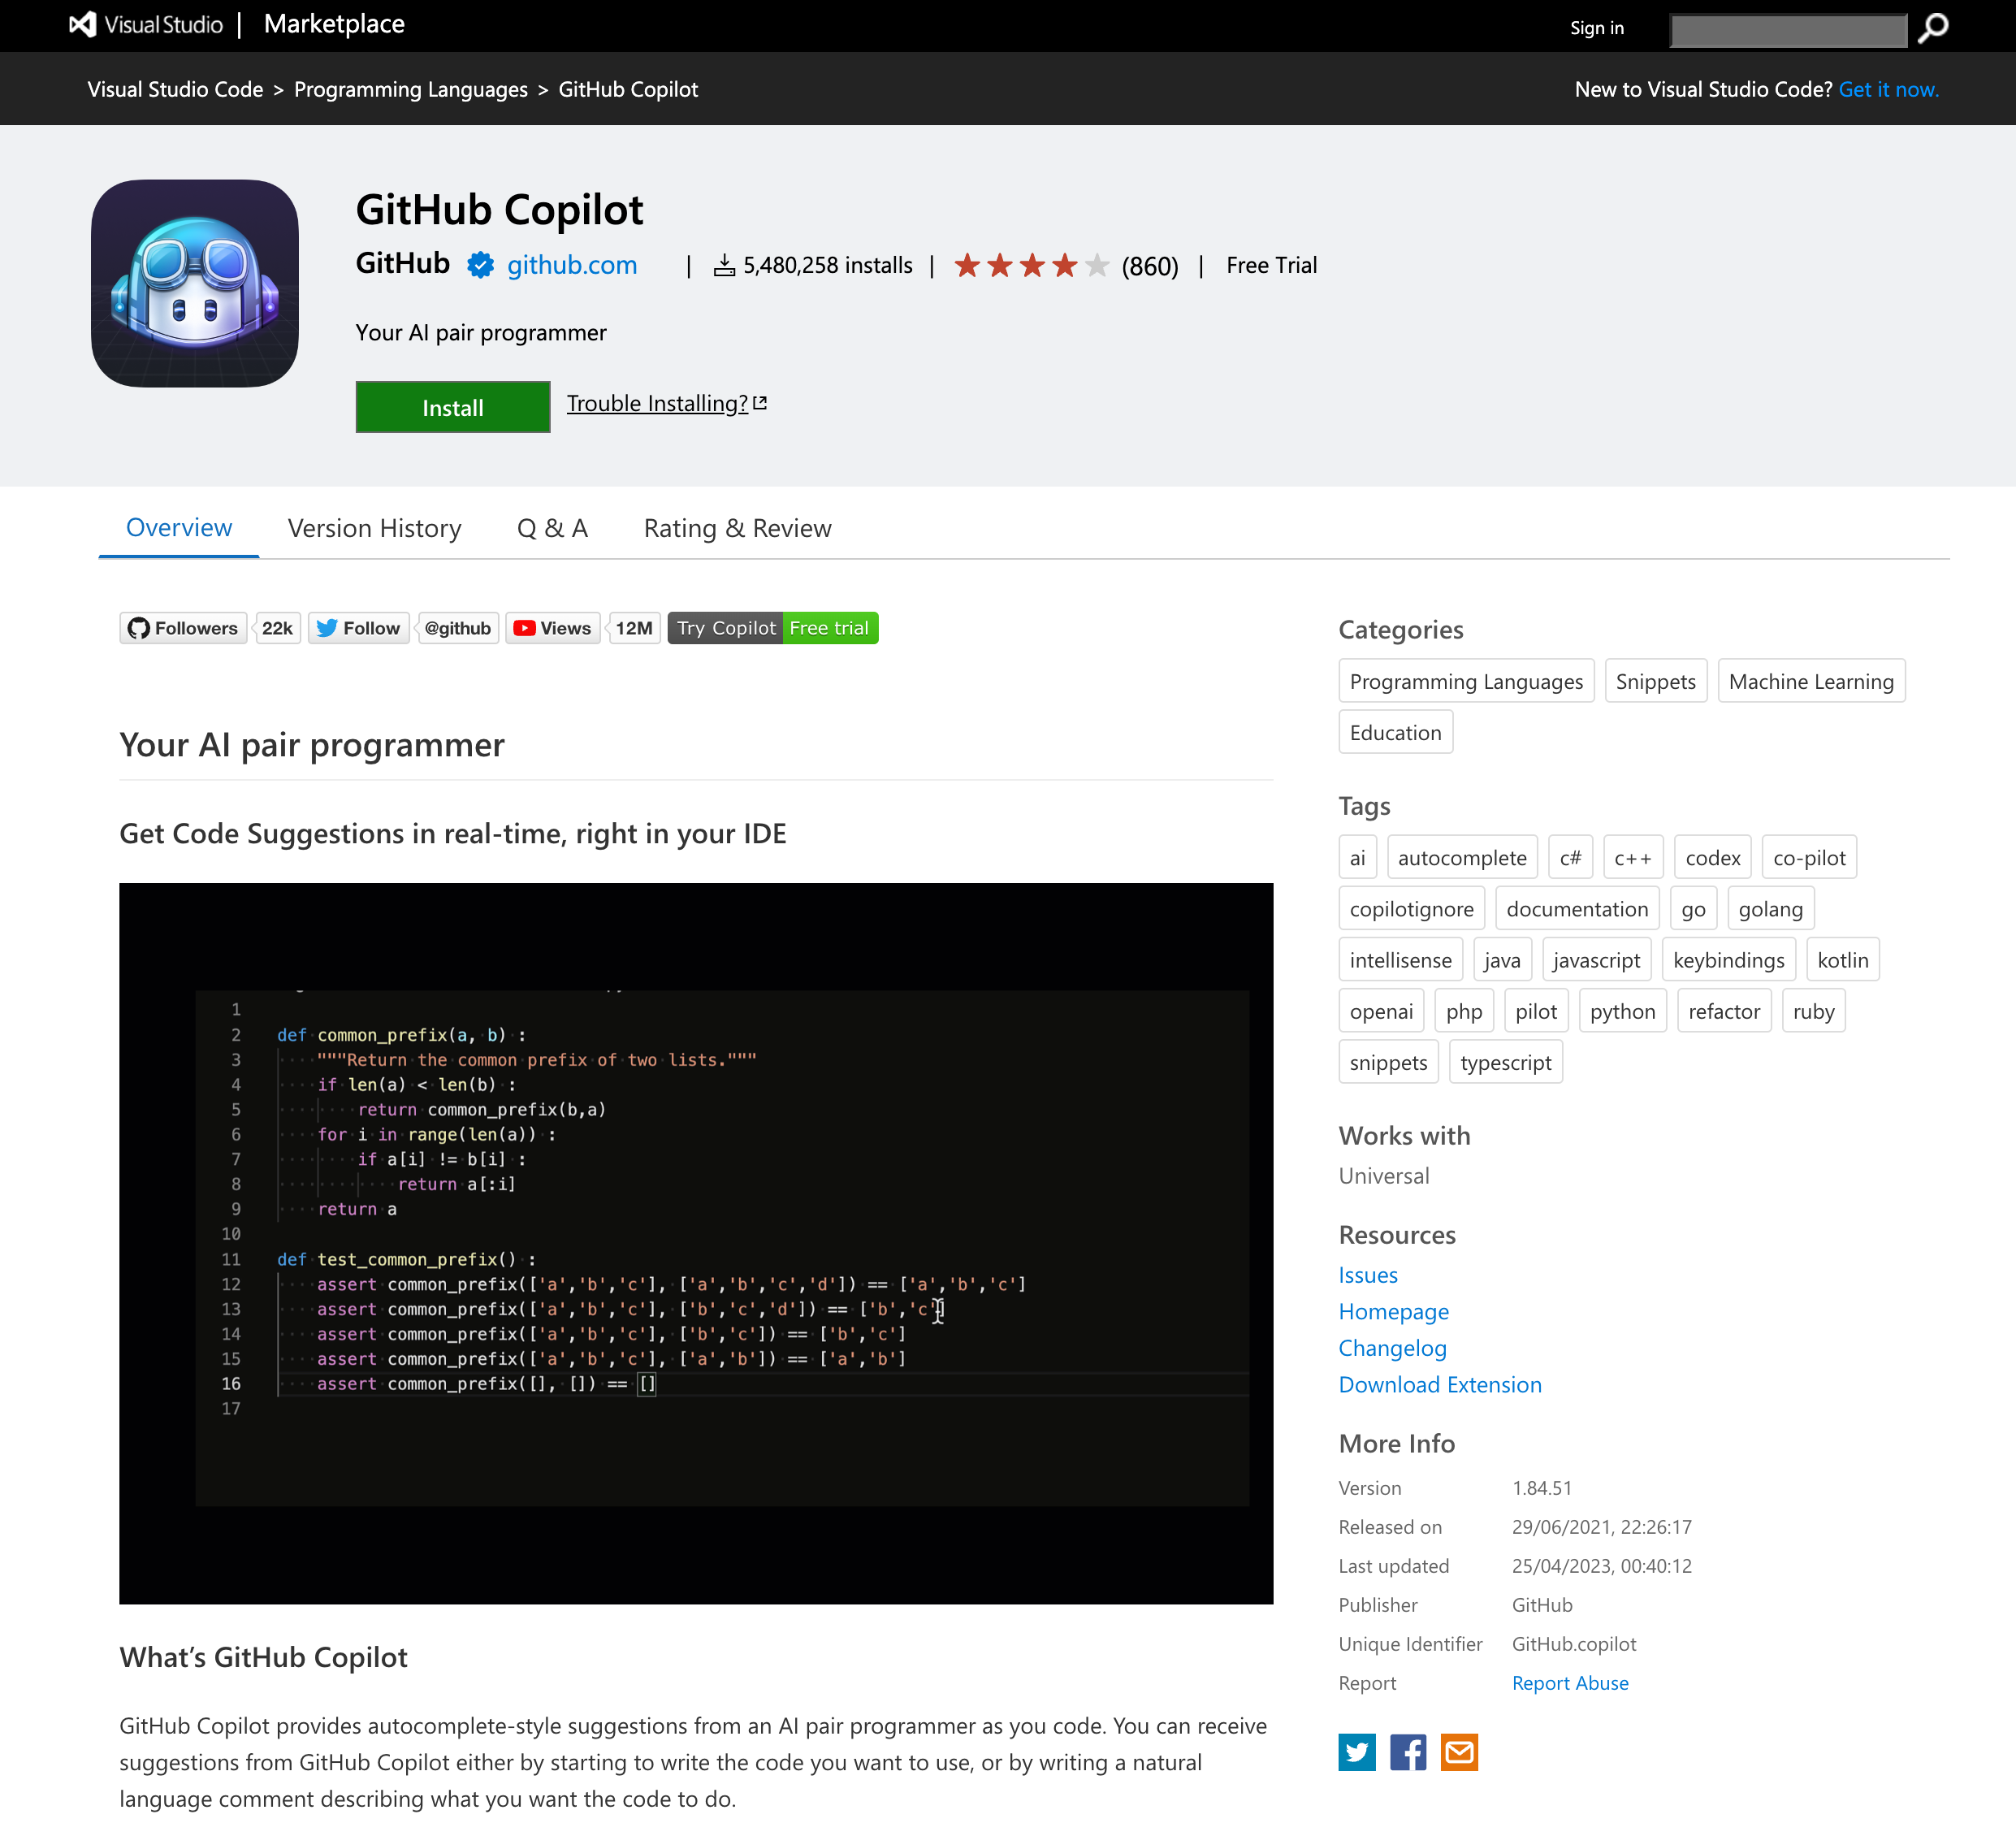 Visual Studio | Marketplace
Sign in
Visual Studio Code > Programming Languages > GitHub Copilot
New to Visual Studio Code? Get it now.
GitHub Copilot
GitHub github.com | 5,480,258 installs | (860) | Free Trial
Your AI pair programmer
Install Trouble Installing?
Overview Version History Q & A Rating & Review
Followers 22k Follow @github Views 12M Try Copilot Free trial
Your AI pair programmer
Get Code Suggestions in real-time, right in your IDE
1
2 def common_prefix(a, b) :
3 """Return the common prefix of two lists."""
4 if len(a) < len(b) :
5 return common_prefix(b,a)
6 for i in range(len(a)) :
7 if a[i] != b[i] :
8 return a[:i]
9 return a
10
11 def test_common_prefix() :
12 assert common_prefix(['a','b','c'], ['a','b','c','d']) == ['a','b','c']
13 assert common_prefix(['a','b','c'], ['b','c','d']) == ['b','c']
14 assert common_prefix(['a','b','c'], ['b','c']) == ['b','c']
15 assert common_prefix(['a','b','c'], ['a','b']) == ['a','b']
16 assert common_prefix([], []) == []
17
What's GitHub Copilot
GitHub Copilot provides autocomplete-style suggestions from an AI pair programmer as you code. You can receive
suggestions from GitHub Copilot either by starting to write the code you want to use, or by writing a natural
language comment describing what you want the code to do.
Categories
Programming Languages Snippets Machine Learning
Education
Tags
ai autocomplete c# c++ codex co-pilot
copilotignore documentation go golang
intellisense java javascript keybindings kotlin
openai php pilot python refactor ruby
snippets typescript
Works with
Universal
Resources
Issues
Homepage
Changelog
Download Extension
More Info
Version 1.84.51
Released on 29/06/2021, 22:26:17
Last updated 25/04/2023, 00:40:12
Publisher GitHub
Unique Identifier GitHub.copilot
Report Report Abuse